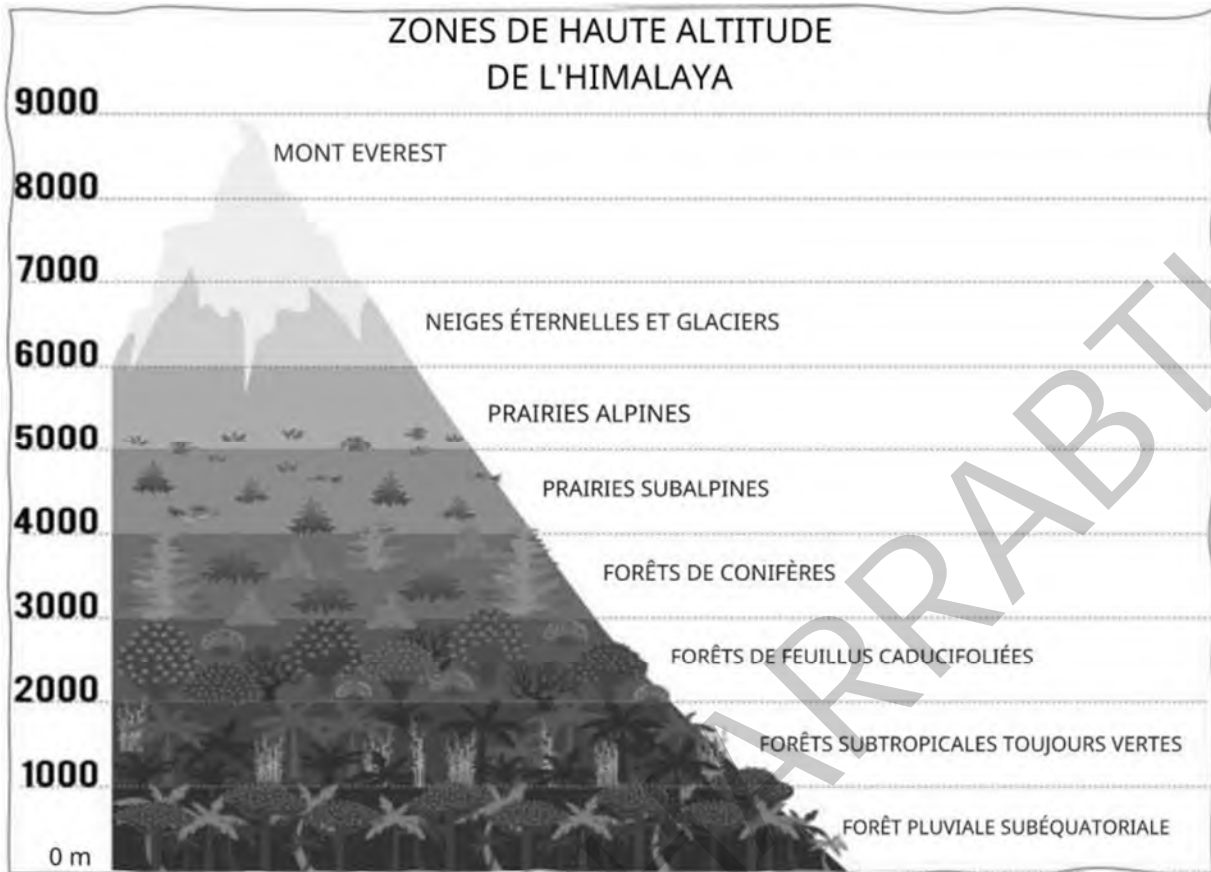 ZONES DE HAUTE ALTITUDE
DE L'HIMALAYA
9000
MONT EVEREST
8000
7000
NEIGES ÉTERNELLES ET GLACIERS
6000
PRAIRIES ALPINES
5000
PRAIRIES SUBALPINES
4000
FORÊTS DE CONIFÈRES
3000
FORÊTS DE FEUILLUS CADUCIFOLIÉES
2000
FORÊTS SUBTROPICALES TOUJOURS VERTES
1000
FORÊT PLUVIALE SUBÉQUATORIALE
0 m